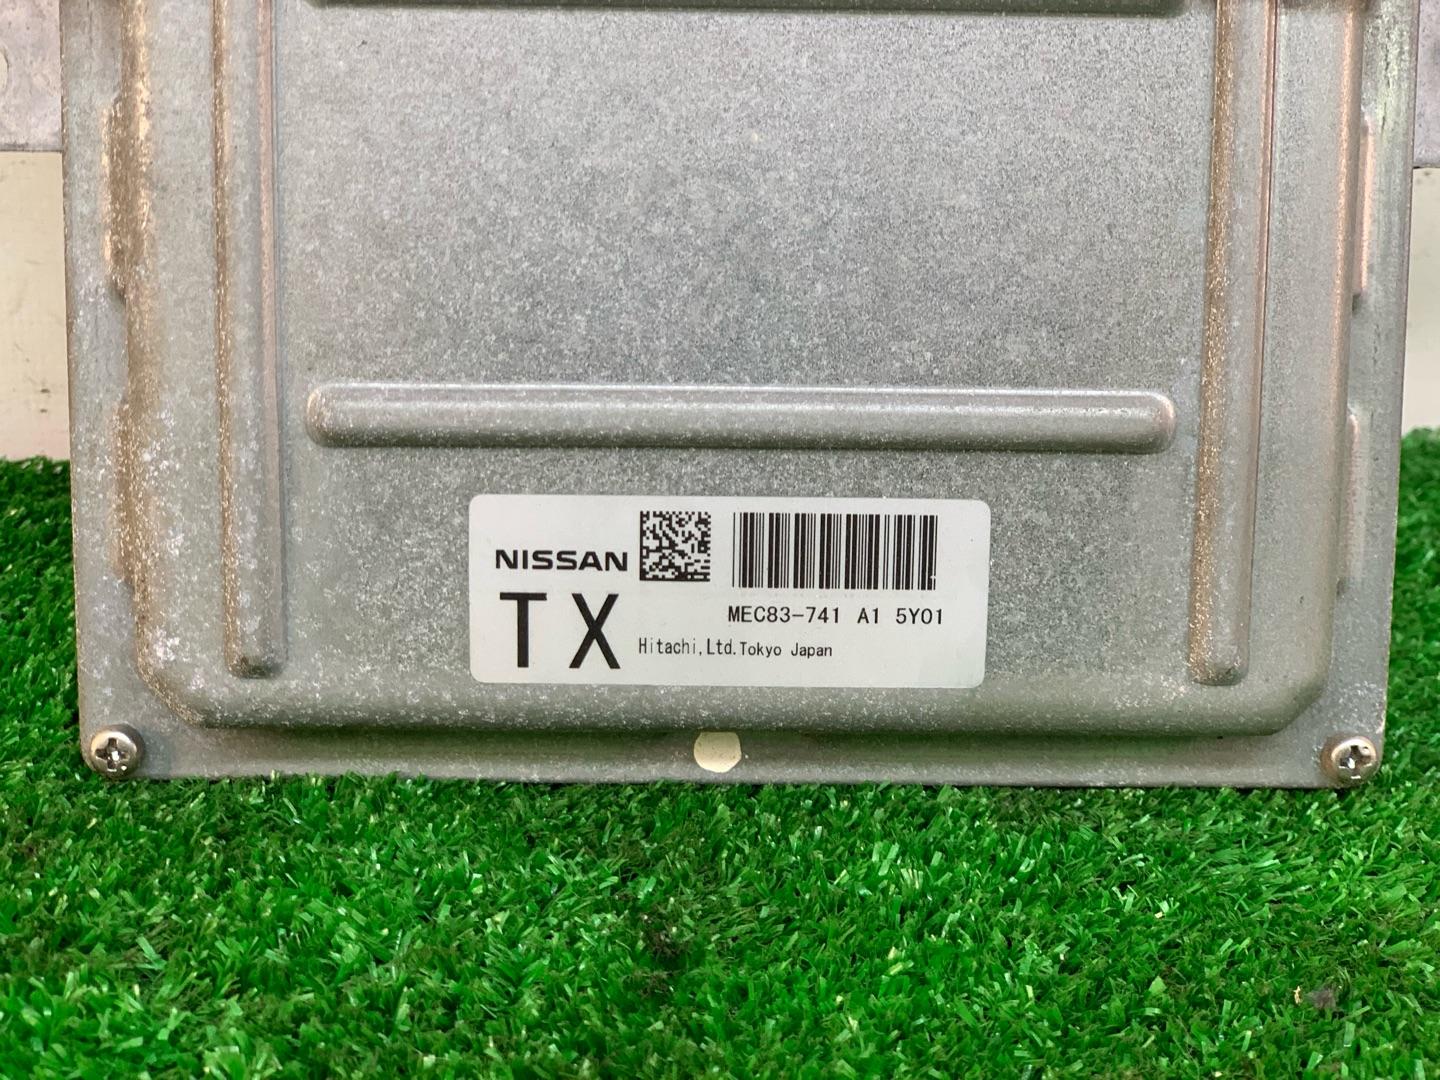 NISSAN
TX
MEC83-741 A1 5Y01
Hitachi,Ltd.Tokyo Japan